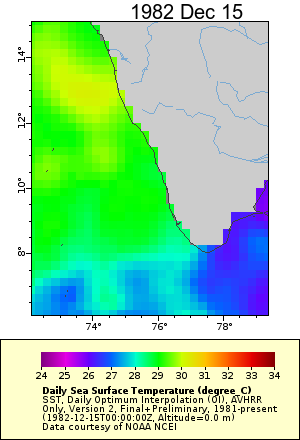 1982 Dec 15
14°
12°
10°
8°
74° 76° 78°
24 25 26 27 28 29 30 31 32 33 34
Daily Sea Surface Temperature (degree_C)
SST, Daily Optimum Interpolation (OI), AVHRR
Only, Version 2, Final+Preliminary, 1981-present
(1982-12-15T00:00:00Z, Altitude=0.0 m)
Data courtesy of NOAA NCEI